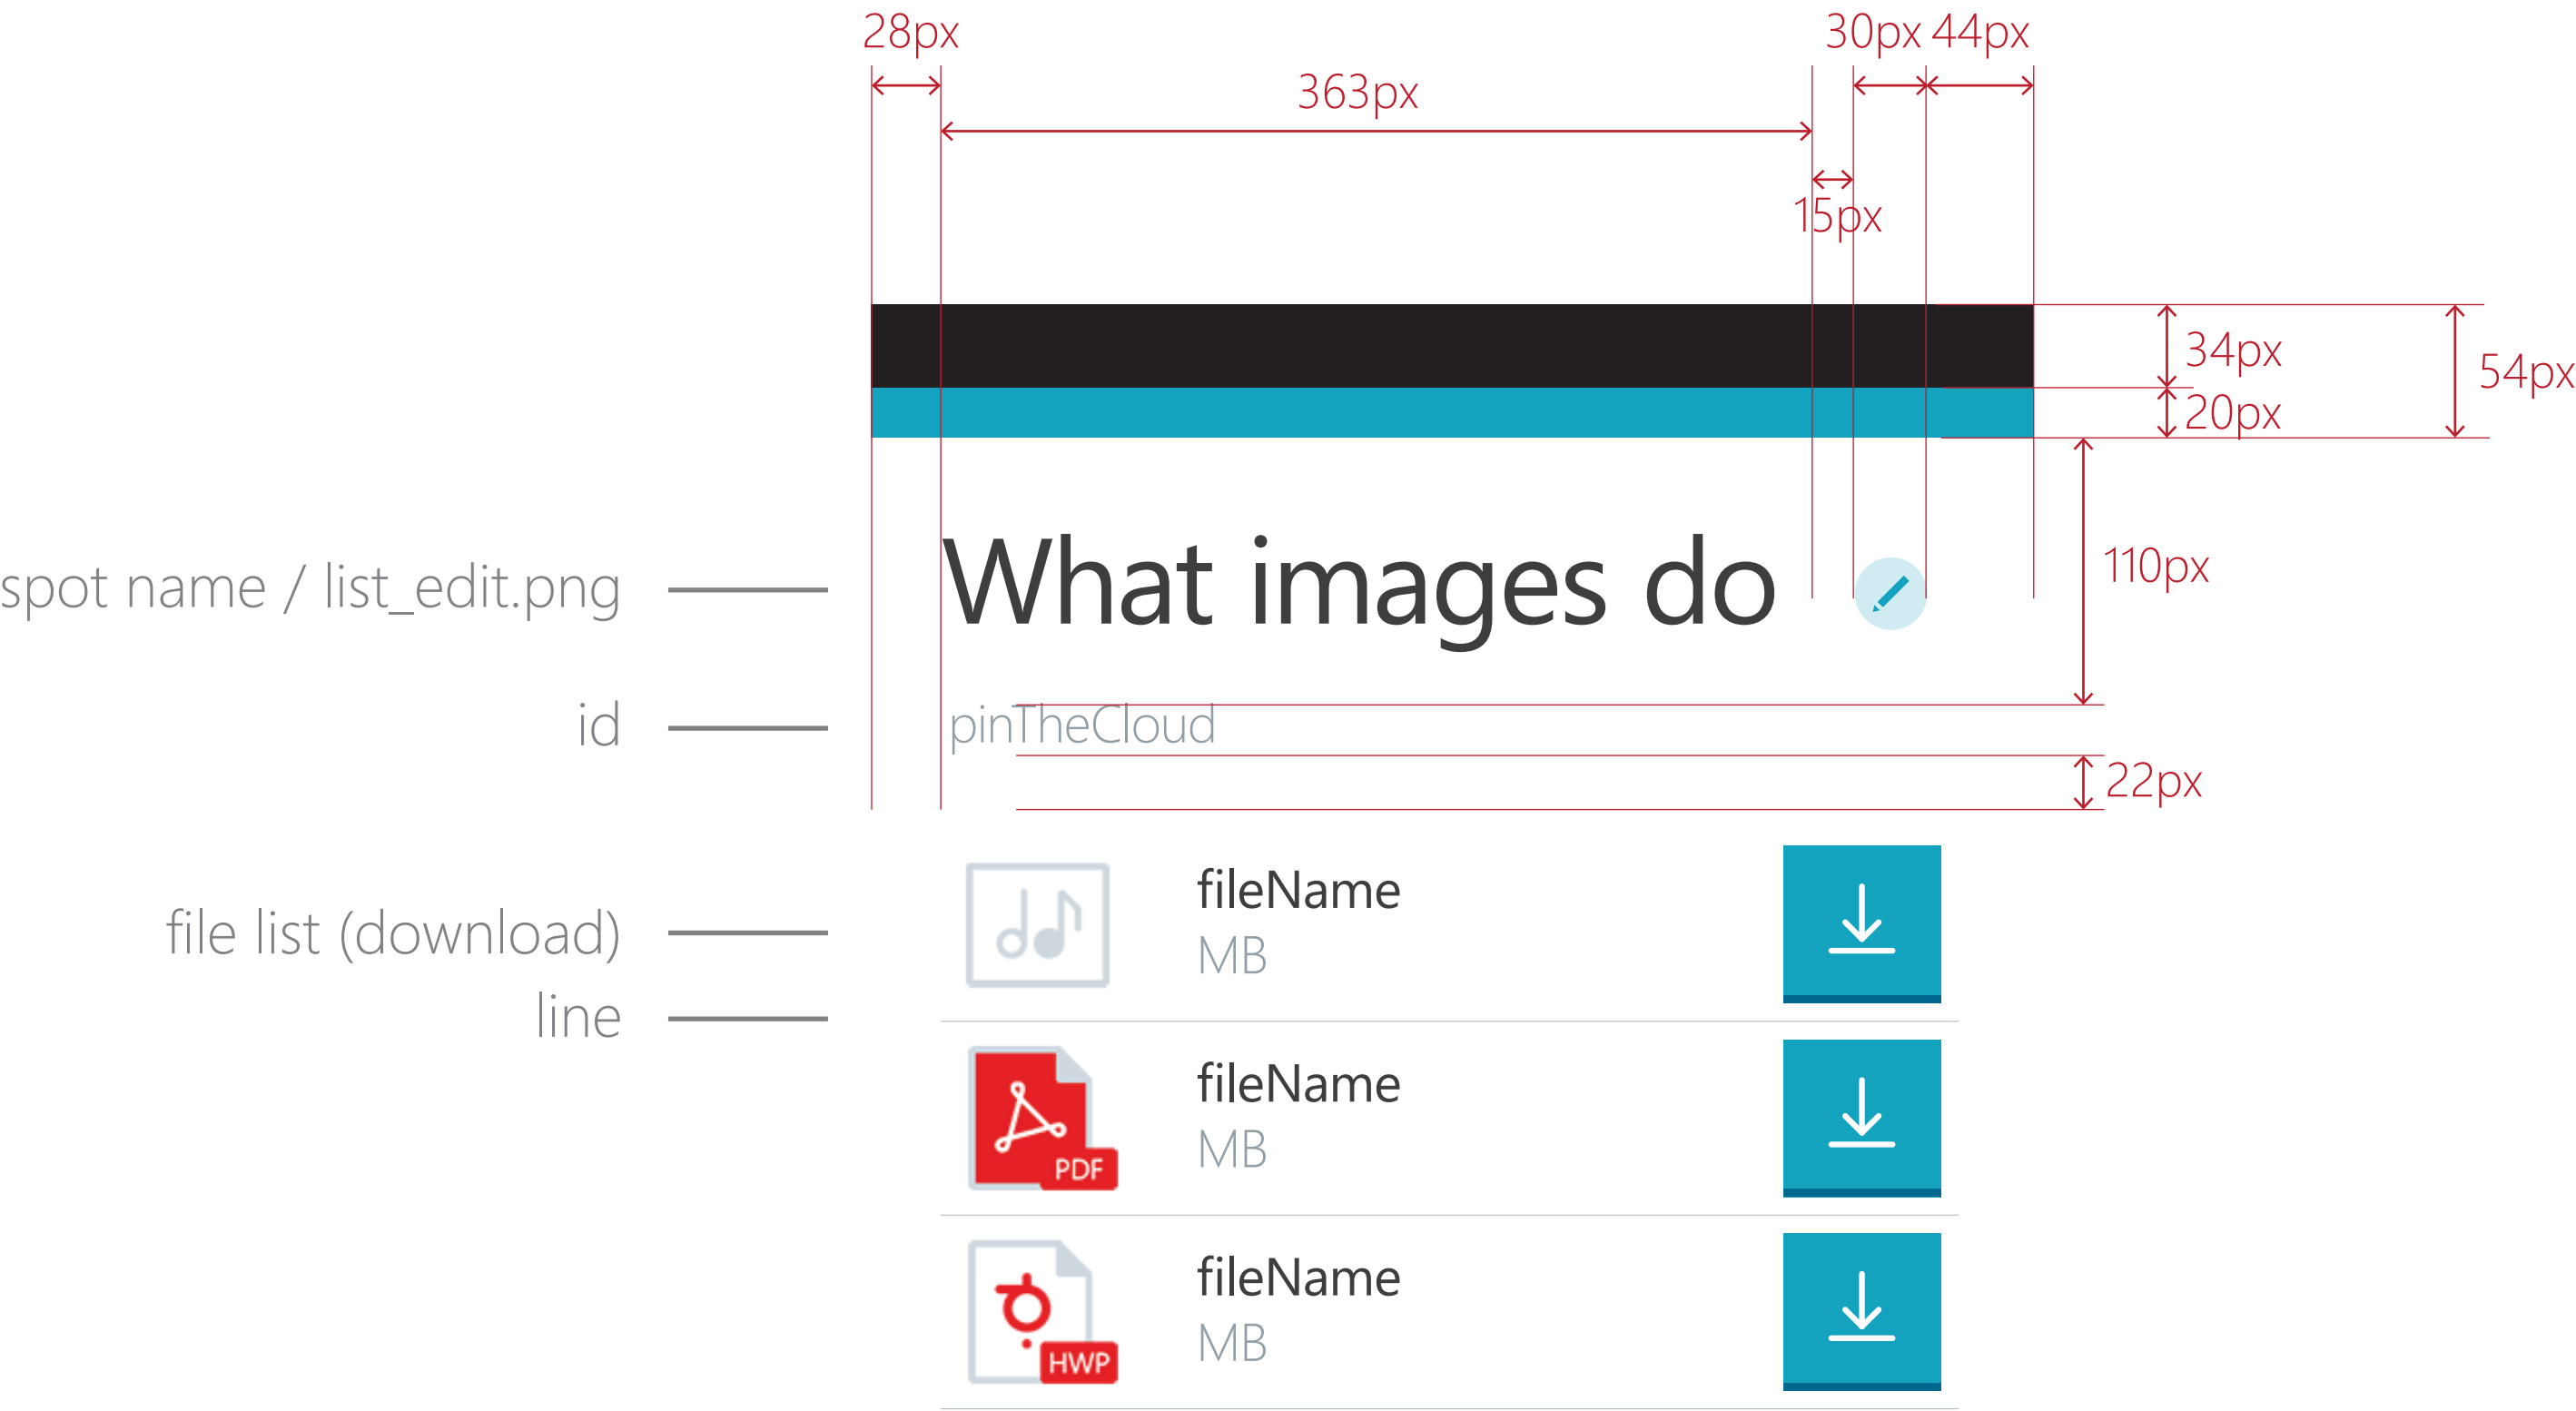 28px
30px 44px
363px
15px
34px
54px
20px
spot name / list_edit.png
What images do
110px
id
pinTheCloud
22px
file list (download)
fileName
MB
line
fileName
MB
PDF
fileName
MB
HWP